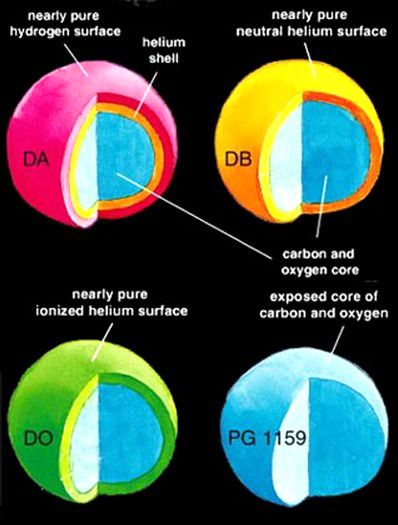 nearly pure
hydrogen surface
helium
shell
DA
nearly pure
neutral helium surface
DB
carbon and
oxygen core
nearly pure
ionized helium surface
DO
exposed core of
carbon and oxygen
PG 1159